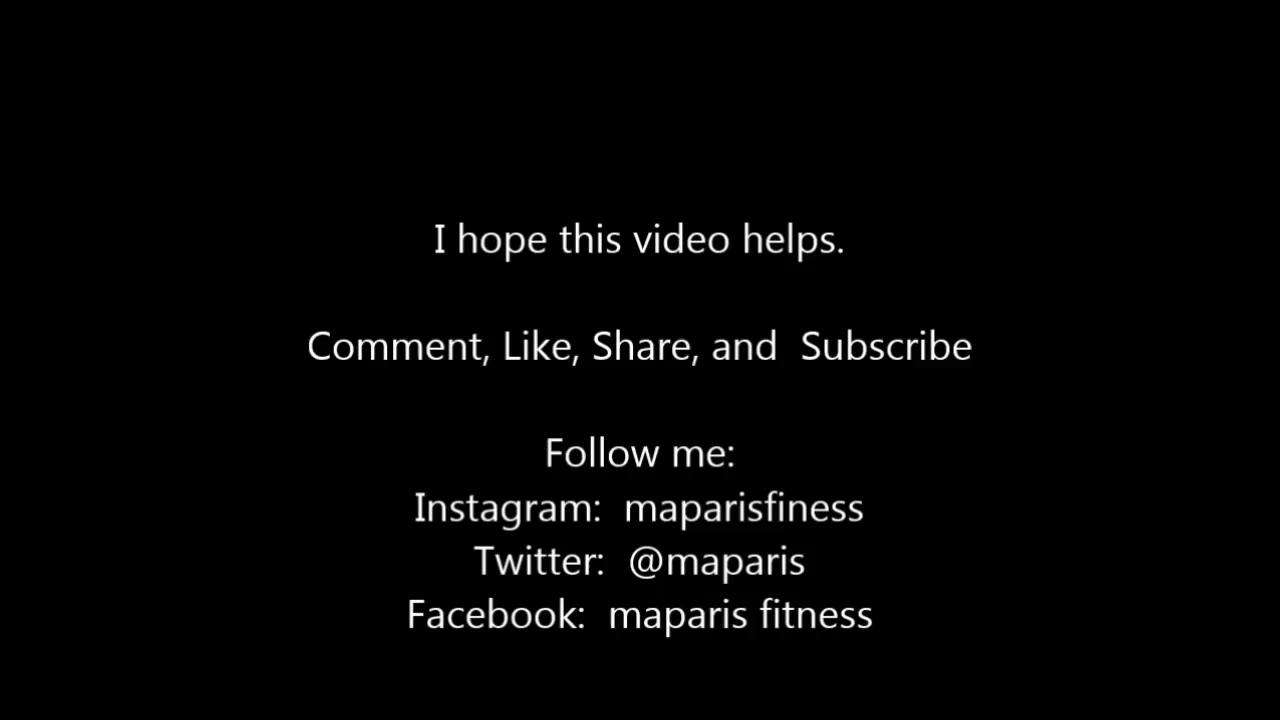 I hope this video helps.
Comment, Like, Share, and  Subscribe
Follow me:
Instagram:  maparisfiness
Twitter:  @maparis
Facebook:  maparis fitness